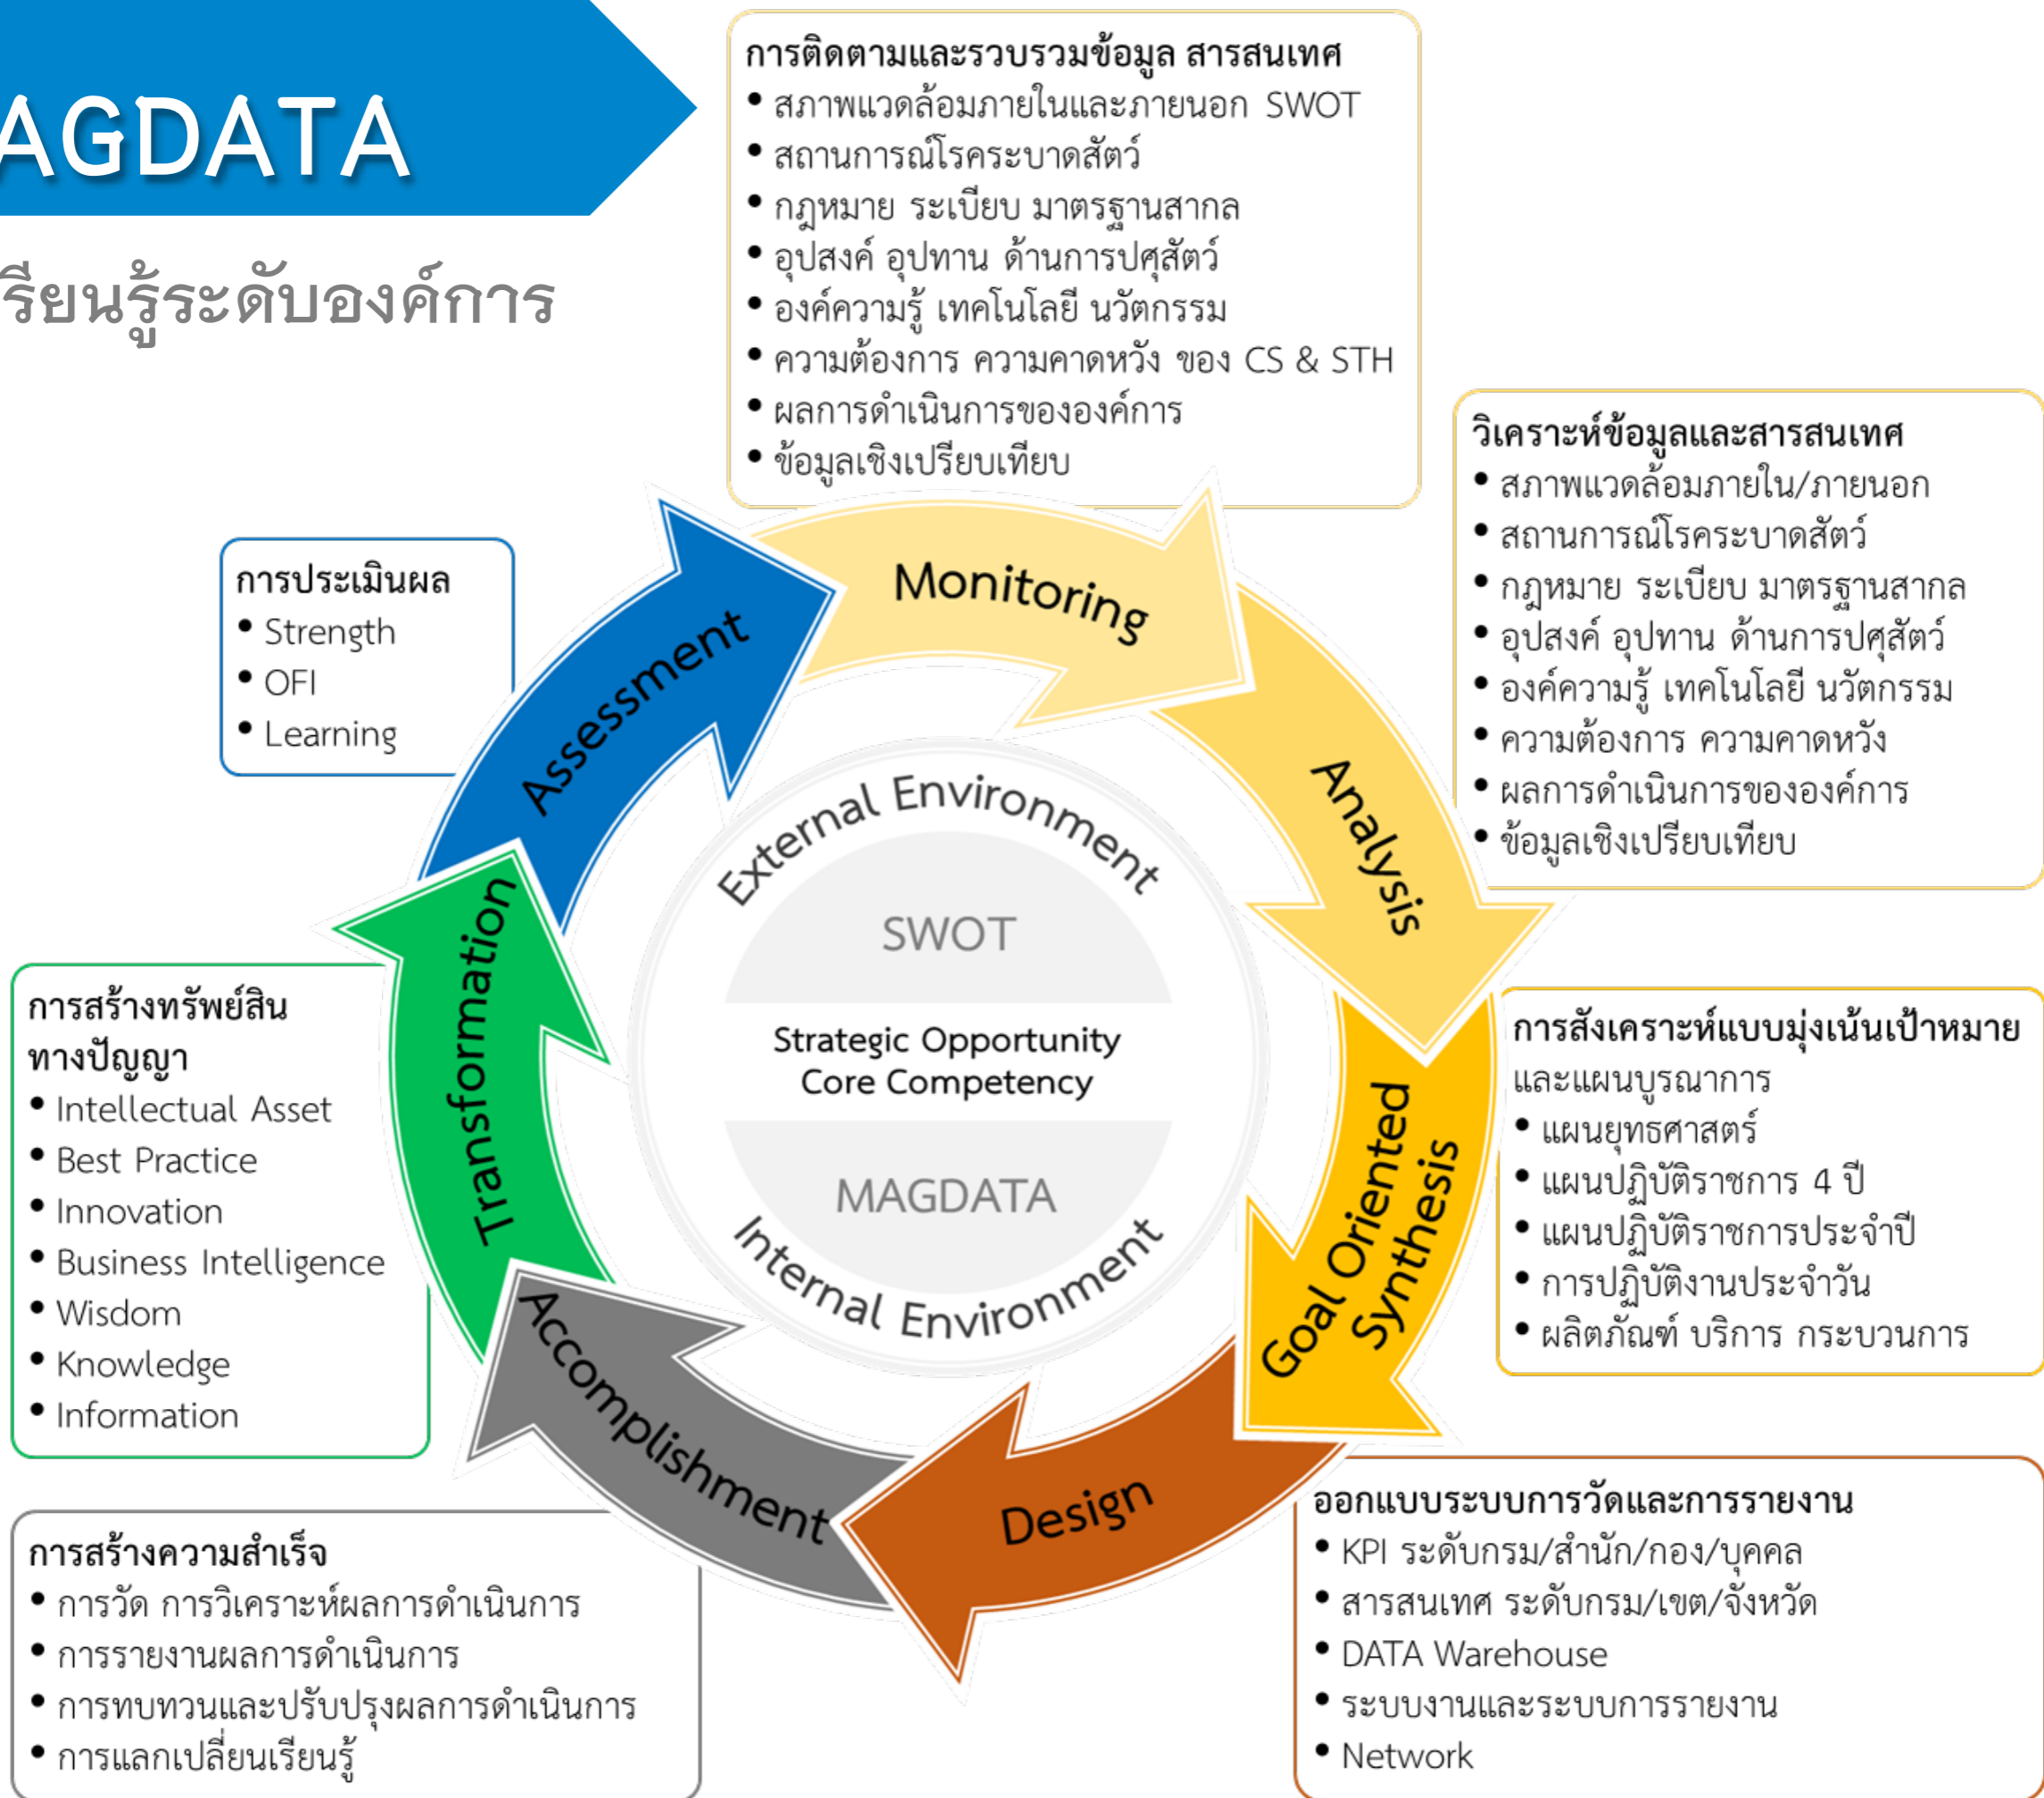 AGDATA
รียนรู้ระดับองค์การ
การติดตามและรวบรวมข้อมูล สารสนเทศ
• สภาพแวดล้อมภายในและภายนอก SWOT
• สถานการณ์โรคระบาดสัตว์
• กฎหมาย ระเบียบ มาตรฐานสากล
• อุปสงค์ อุปทาน ด้านการปศุสัตว์
• องค์ความรู้ เทคโนโลยี นวัตกรรม
• ความต้องการ ความคาดหวัง ของ CS & STH
• ผลการดำเนินการขององค์การ
• ข้อมูลเชิงเปรียบเทียบ
วิเคราะห์ข้อมูลและสารสนเทศ
• สภาพแวดล้อมภายใน/ภายนอก
• สถานการณ์โรคระบาดสัตว์
• กฎหมาย ระเบียบ มาตรฐานสากล
• อุปสงค์ อุปทาน ด้านการปศุสัตว์
• องค์ความรู้ เทคโนโลยี นวัตกรรม
• ความต้องการ ความคาดหวัง
• ผลการดำเนินการขององค์การ
• ข้อมูลเชิงเปรียบเทียบ
การสังเคราะห์แบบมุ่งเน้นเป้าหมาย
และแผนบูรณาการ
• แผนยุทธศาสตร์
• แผนปฏิบัติราชการ 4 ปี
• แผนปฏิบัติราชการประจำปี
• การปฏิบัติงานประจำวัน
• ผลิตภัณฑ์ บริการ กระบวนการ
ออกแบบระบบการวัดและการรายงาน
• KPI ระดับกรม/สำนัก/กอง/บุคคล
• สารสนเทศ ระดับกรม/เขต/จังหวัด
• DATA Warehouse
• ระบบงานและระบบการรายงาน
• Network
การสร้างความสำเร็จ
• การวัด การวิเคราะห์ผลการดำเนินการ
• การรายงานผลการดำเนินการ
• การทบทวนและปรับปรุงผลการดำเนินการ
• การแลกเปลี่ยนเรียนรู้
การสร้างทรัพย์สิน
ทางปัญญา
• Intellectual Asset
• Best Practice
• Innovation
• Business Intelligence
• Wisdom
• Knowledge
• Information
การประเมินผล
• Strength
• OFI
• Learning
Monitoring
Analysis
Goal Oriented
Synthesis
Design
Accomplishment
Transformation
Assessment
External Environment
SWOT
Strategic Opportunity
Core Competency
MAGDATA
Internal Environment